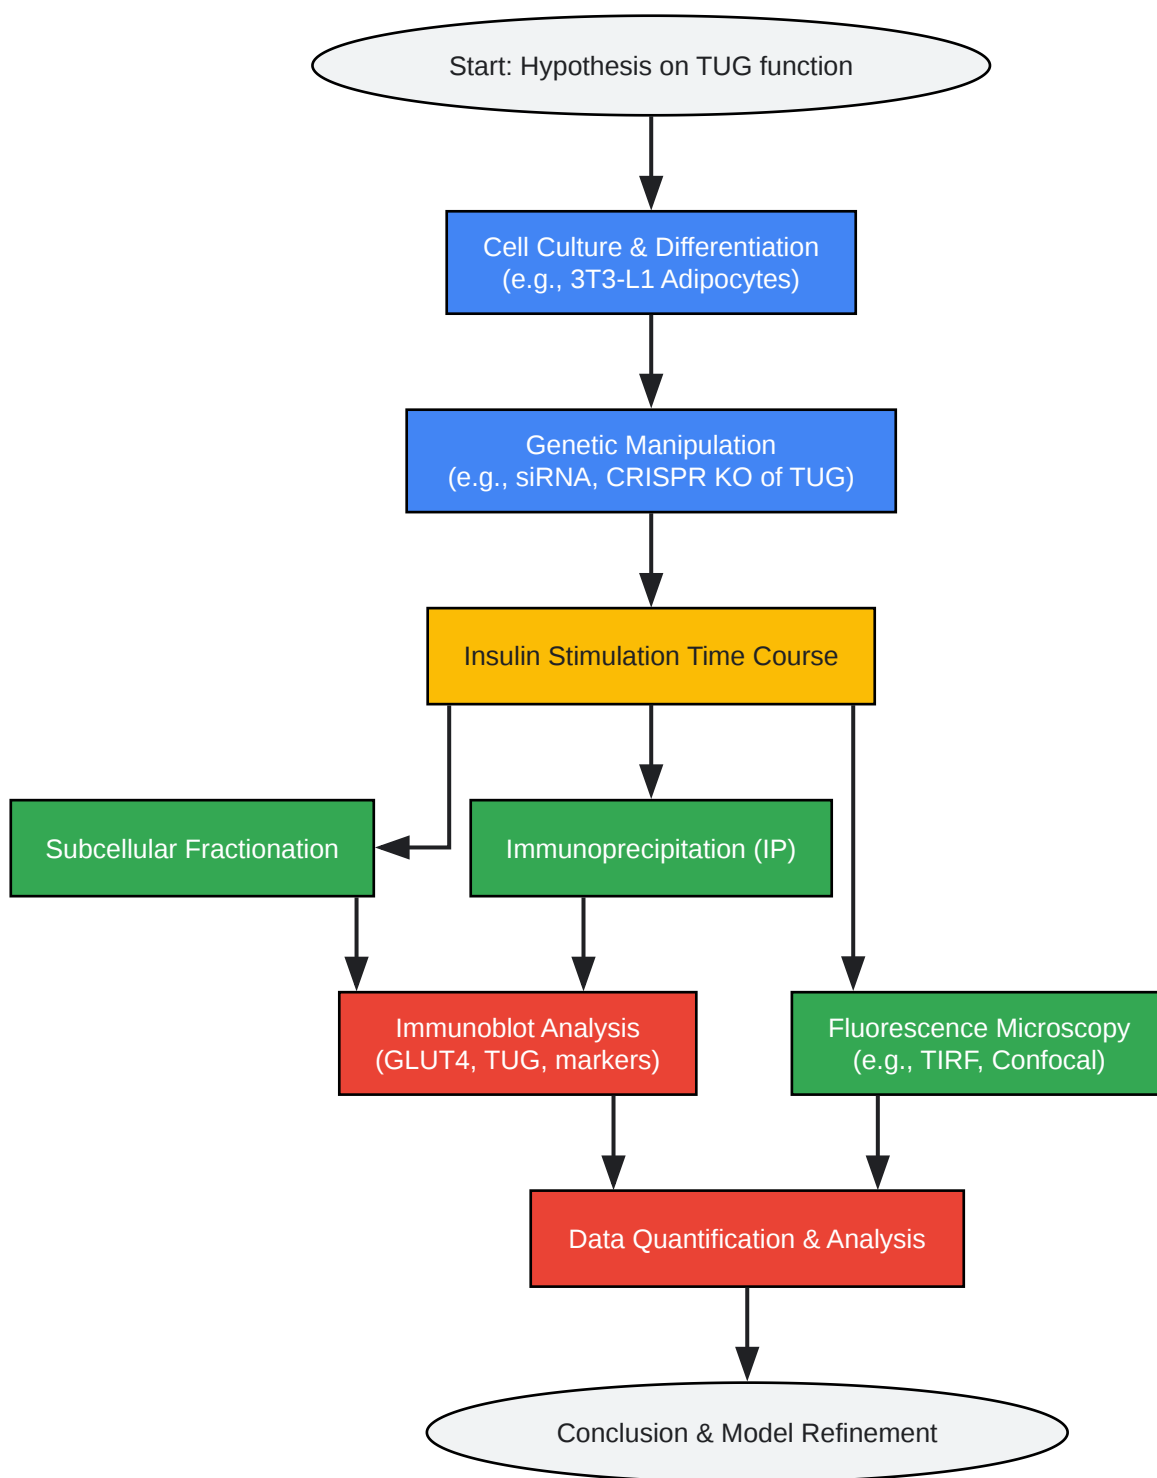 Start: Hypothesis on TUG function
Cell Culture & Differentiation
(e.g., 3T3-L1 Adipocytes)
Genetic Manipulation
(e.g., siRNA, CRISPR KO of TUG)
Insulin Stimulation Time Course
Subcellular Fractionation
Immunoprecipitation (IP)
Immunoblot Analysis
(GLUT4, TUG, markers)
Fluorescence Microscopy
(e.g., TIRF, Confocal)
Data Quantification & Analysis
Conclusion & Model Refinement